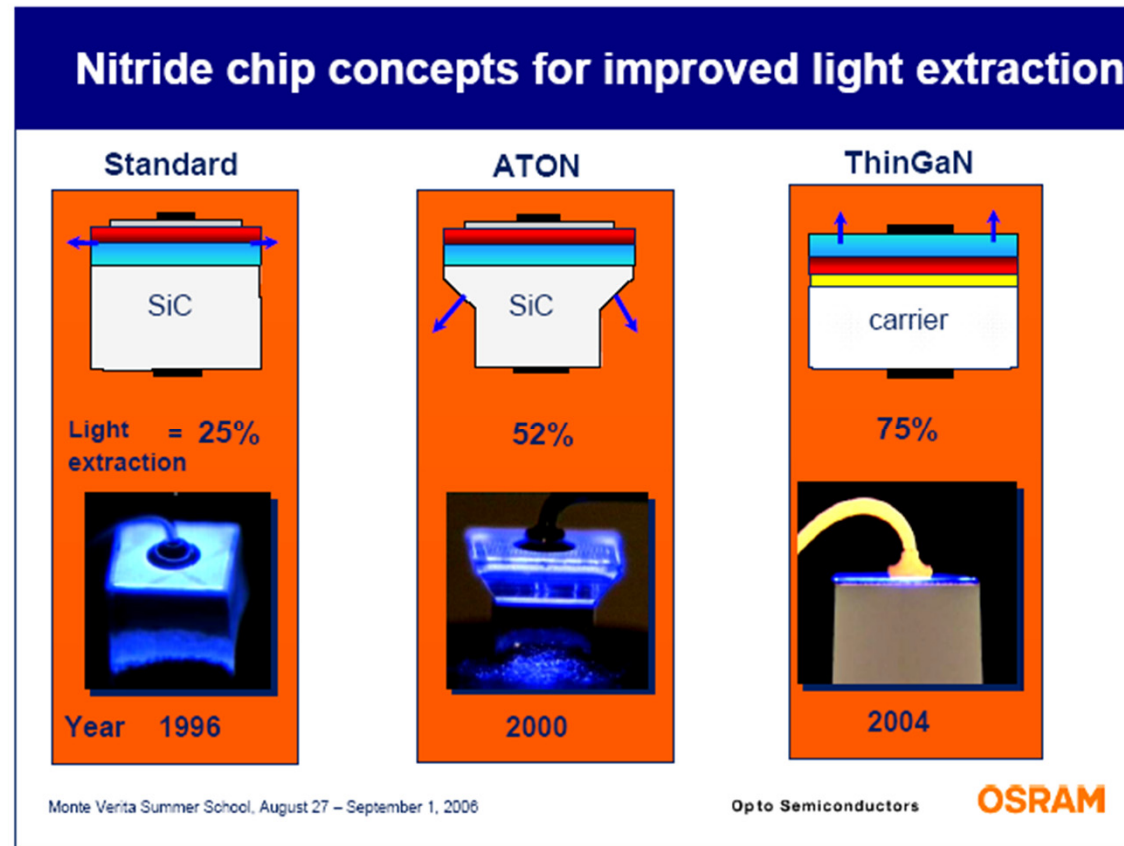 Nitride chip concepts for improved light extraction
Standard
SiC
Light = 25%
extraction
Year 1996
ATON
SiC
52%
2000
ThinGaN
carrier
75%
2004
Monte Verita Summer School, August 27 – September 1, 2006
Opto Semiconductors
OSRAM